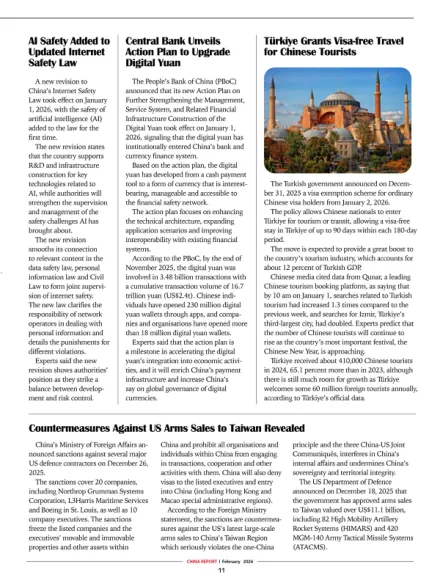 AI Safety Added to
Updated Internet
Safety Law
A new revision to
China's Internet Safety
Law took effect on January
1, 2026, with the safety of
artificial intelligence (AI)
added to the law for the
first time.
The new revision states
that the country supports
R&D and infrastructure
construction for key
technologies related to
AI, while authorities will
strengthen the supervision
and management of the
safety challenges AI has
brought about.
The new revision
smooths its connection
to relevant content in the
data safety law, personal
information law and Civil
Law to form joint supervi-
sion of internet safety.
The new law clarifies the
responsibility of network
operators in dealing with
personal information and
details the punishments for
different violations.
Experts said the new
revision shows authorities'
position as they strike a
balance between develop-
ment and risk control.
Central Bank Unveils
Action Plan to Upgrade
Digital Yuan
The People's Bank of China (PBoC)
announced that its new Action Plan on
Further Strengthening the Management,
Service System, and Related Financial
Infrastructure Construction of the
Digital Yuan took effect on January 1,
2026, signaling that the digital yuan has
institutionally entered China's bank and
currency finance system.
Based on the action plan, the digital
yuan has developed from a cash payment
tool to a form of currency that is interest-
bearing, manageable and accessible to
the financial safety network.
The action plan focuses on enhancing
the technical architecture, expanding
application scenarios and improving
interoperability with existing financial
systems.
According to the PBoC, by the end of
November 2025, the digital yuan was
involved in 3.48 billion transactions with
a cumulative transaction volume of 16.7
trillion yuan (US$2.4t). Chinese indi-
viduals have opened 230 million digital
yuan wallets through apps, and compa-
nies and organisations have opened more
than 18 million digital yuan wallets.
Experts said that the action plan is
a milestone in accelerating the digital
yuan's integration into economic activi-
ties, and it will enrich China's payment
infrastructure and increase China's
say on global governance of digital
currencies.
Türkiye Grants Visa-free Travel
for Chinese Tourists
The Turkish government announced on Decem-
ber 31, 2025 a visa exemption scheme for ordinary
Chinese visa holders from January 2, 2026.
The policy allows Chinese nationals to enter
Türkiye for tourism or transit, allowing a visa-free
stay in Türkiye of up to 90 days within each 180-day
period.
The move is expected to provide a great boost to
the country's tourism industry, which accounts for
about 12 percent of Turkish GDP.
Chinese media cited data from Qunar, a leading
Chinese tourism booking platform, as saying that
by 10 am on January 1, searches related to Turkish
tourism had increased 1.3 times compared to the
previous week, and searches for Izmir, Türkiye's
third-largest city, had doubled. Experts predict that
the number of Chinese tourists will continue to
rise as the country's most important festival, the
Chinese New Year, is approaching.
Türkiye received about 410,000 Chinese tourists
in 2024, 65.1 percent more than in 2023, although
there is still much room for growth as Türkiye
welcomes some 60 million foreign tourists annually,
according to Türkiye's official data.
Countermeasures Against US Arms Sales to Taiwan Revealed
China's Ministry of Foreign Affairs an-
nounced sanctions against several major
US defence contractors on December 26,
2025.
The sanctions cover 20 companies,
including Northrop Grumman Systems
Corporation, L3Harris Maritime Services
and Boeing in St. Louis, as well as 10
company executives. The sanctions
freeze the listed companies and the
executives' movable and immovable
properties and other assets within
China and prohibit all organisations and
individuals within China from engaging
in transactions, cooperation and other
activities with them. China will also deny
visas to the listed executives and entry
into China (including Hong Kong and
Macao special administrative regions).
According to the Foreign Ministry
statement, the sanctions are countermea-
sures against the US's latest large-scale
arms sales to China's Taiwan Region
which seriously violates the one-China
principle and the three China-US Joint
Communiqués, interferes in China's
internal affairs and undermines China's
sovereignty and territorial integrity.
The US Department of Defence
announced on December 18, 2025 that
the government has approved arms sales
to Taiwan valued over US$11.1 billion,
including 82 High Mobility Artillery
Rocket Systems (HIMARS) and 420
MGM-140 Army Tactical Missile Systems
(ATACMS).
CHINA REPORT | February 2026
11